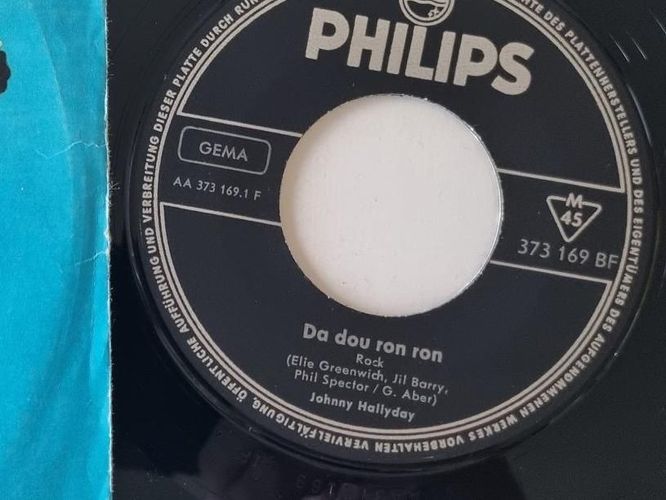 PHILIPS
GEMA
AA 373 169.1 F
M
45
373 169 BF
Da dou ron ron
Rock
(Elie Greenwich, Jil Barry,
Phil Spector / G. Aber)
Johnny Hallyday
TE DES PLATTENHERSTELLERS UND DES EIGENTÜMERS DES AUFGENOMMENEN WERKES VORBEHALTEN
VERVIELFÄLTIGUNG, ÖFFENTLICHE AUFFÜHRUNG UND VERBREITUNG DIESER PLATTE DURCH RUN